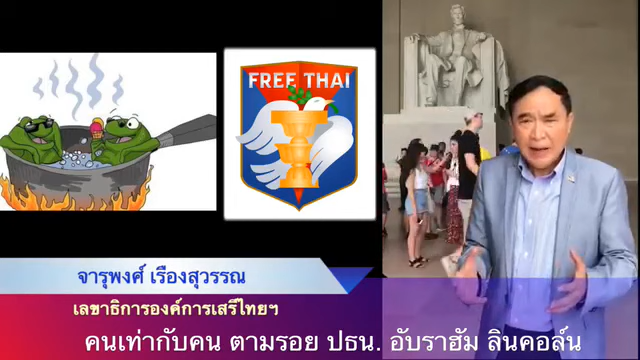 FREE THAI
จารุพงศ์ เรืองสุวรรณ
เลขาธิการองค์การเสรีไทยฯ
คนเท่ากับคน ตามรอย ปธน. อับราฮัม ลินคอล์น